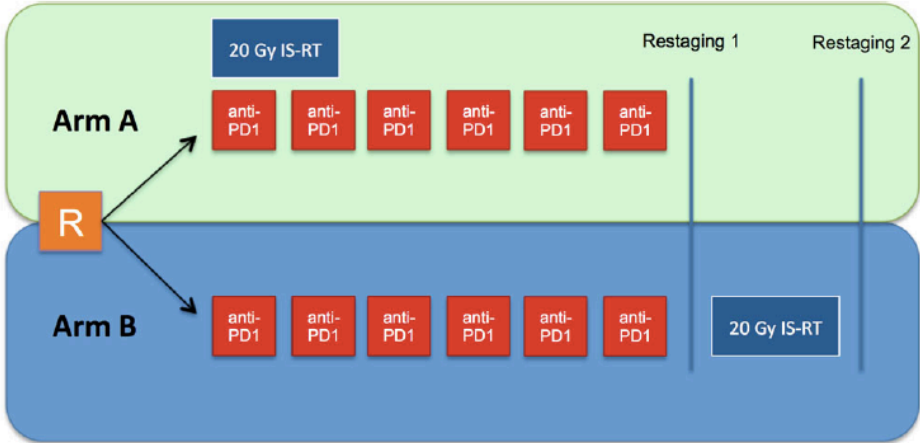 20 Gy IS-RT
Restaging 1
Restaging 2
Arm A
anti-
PD1
anti-
PD1
anti-
PD1
anti-
PD1
anti-
PD1
anti-
PD1
R
Arm B
anti-
PD1
anti-
PD1
anti-
PD1
anti-
PD1
anti-
PD1
anti-
PD1
20 Gy IS-RT